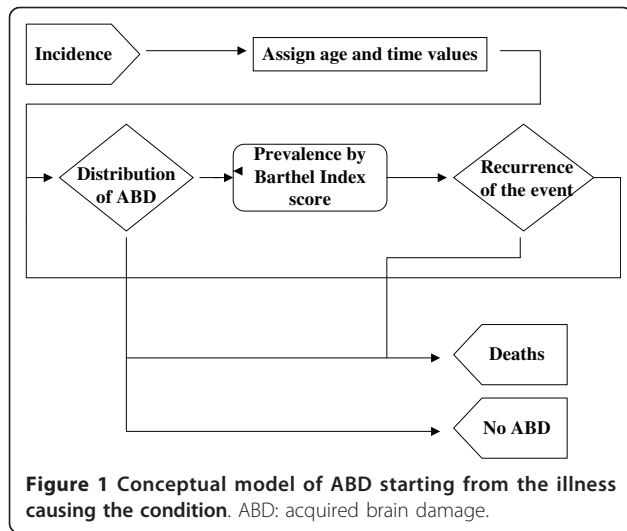 Incidence
Assign age and time values
Distribution
of ABD
Prevalence by
Barthel Index
score
Recurrence
of the event
Deaths
No ABD
Figure 1 Conceptual model of ABD starting from the illness
causing the condition. ABD: acquired brain damage.